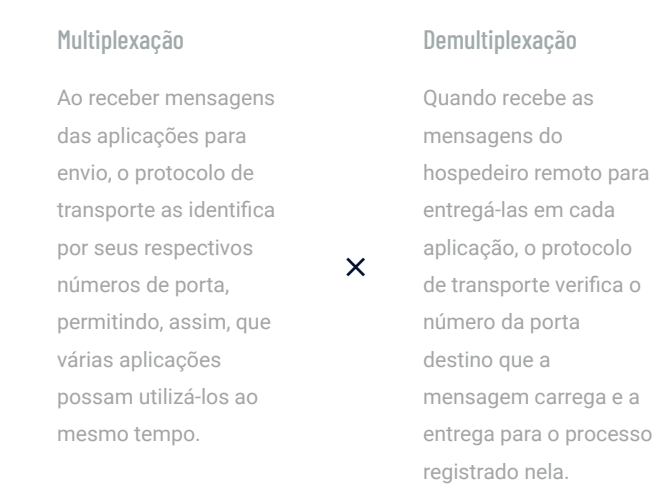 Multiplexação
Ao receber mensagens
das aplicações para
envio, o protocolo de
transporte as identifica
por seus respectivos
números de porta,
permitindo, assim, que
várias aplicações
possam utilizá-los ao
mesmo tempo.
Demultiplexação
Quando recebe as
mensagens do
hospedeiro remoto para
entregá-las em cada
aplicação, o protocolo
de transporte verifica o
número da porta
destino que a
mensagem carrega e a
entrega para o processo
registrado nela.